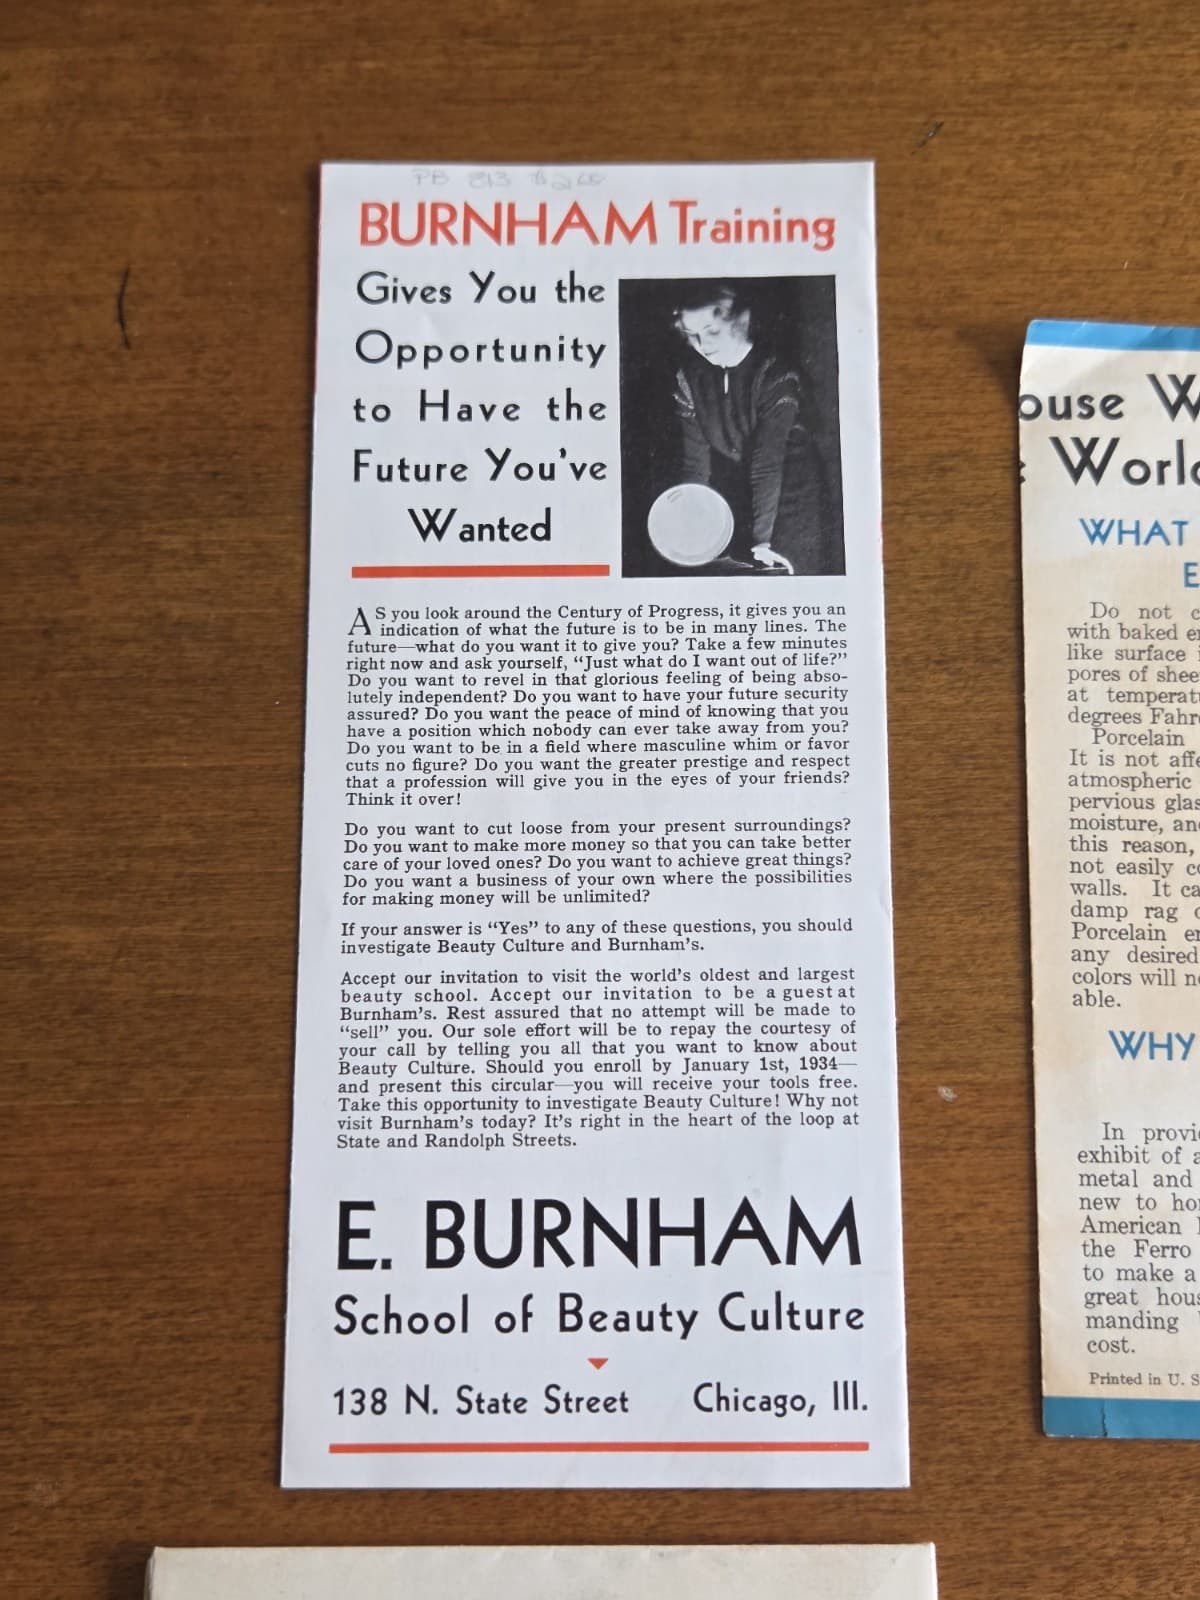 PB 813 $2.00
BURNHAM Training
Gives You the
Opportunity
to Have the
Future You've
Wanted
AS you look around the Century of Progress, it gives you an
indication of what the future is to be in many lines. The
future—what do you want it to give you? Take a few minutes
right now and ask yourself, "Just what do I want out of life?"
Do you want to revel in that glorious feeling of being abso-
lutely independent? Do you want to have your future security
assured? Do you want the peace of mind of knowing that you
have a position which nobody can ever take away from you?
Do you want to be in a field where masculine whim or favor
cuts no figure? Do you want the greater prestige and respect
that a profession will give you in the eyes of your friends?
Think it over!
Do you want to cut loose from your present surroundings?
Do you want to make more money so that you can take better
care of your loved ones? Do you want to achieve great things?
Do you want a business of your own where the possibilities
for making money will be unlimited?
If your answer is "Yes" to any of these questions, you should
investigate Beauty Culture and Burnham's.
Accept our invitation to visit the world's oldest and largest
beauty school. Accept our invitation to be a guest at
Burnham's. Rest assured that no attempt will be made to
"sell" you. Our sole effort will be to repay the courtesy of
your call by telling you all that you want to know about
Beauty Culture. Should you enroll by January 1st, 1934—
and present this circular—you will receive your tools free.
Take this opportunity to investigate Beauty Culture! Why not
visit Burnham's today? It's right in the heart of the loop at
State and Randolph Streets.
E. BURNHAM
School of Beauty Culture
138 N. State Street Chicago, Ill.
ouse W
Worl
WHAT
E
Do not c
with baked e
like surface
pores of shee
at temperat
degrees Fahr
Porcelain
It is not aff
atmospheric
pervious glas
moisture, an
this reason,
not easily c
walls. It ca
damp rag
Porcelain e
any desired
colors will n
able.
WHY
In provi
exhibit of a
metal and
new to ho
American
the Ferro
to make a
great hous
manding
cost.
Printed in U. S